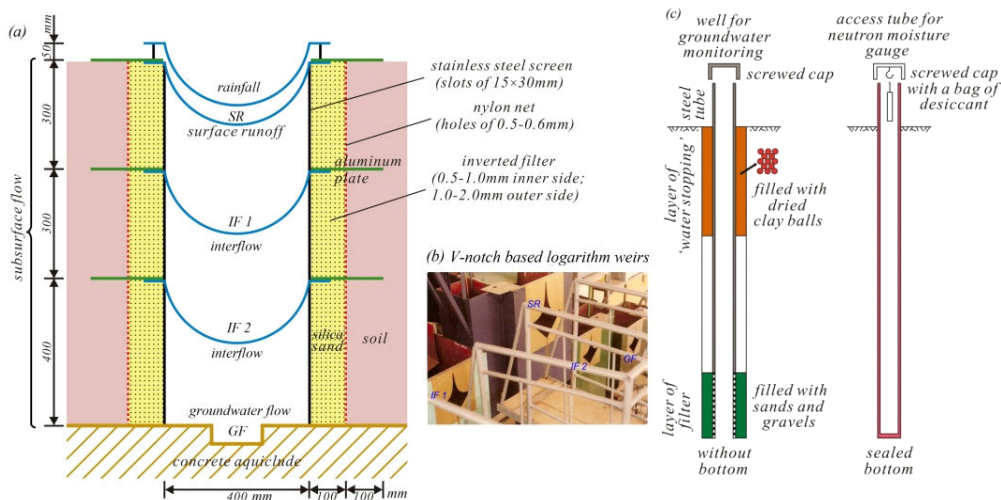 (a)
50
mm
300
300
400
subsurface flow
rainfall
SR
surface runoff
aluminum
plate
IF 1
interflow
IF 2
interflow
silica
sand
soil
groundwater flow
GF
concrete aquiclude
400 mm
100
100
mm
stainless steel screen
(slots of 15×30mm)
nylon net
(holes of 0.5-0.6mm)
inverted filter
(0.5-1.0mm inner side;
1.0-2.0mm outer side)
(b) V-notch based logarithm weirs
SR
IF 2
GF
IF 1
(c)
well for
groundwater
monitoring
screwed cap
steel
tube
layer of
'water stopping'
filled with
dried
clay balls
layer of
filter
filled with
sands and
gravels
without
bottom
access tube for
neutron moisture
gauge
screwed cap
with a bag of
desiccant
sealed
bottom